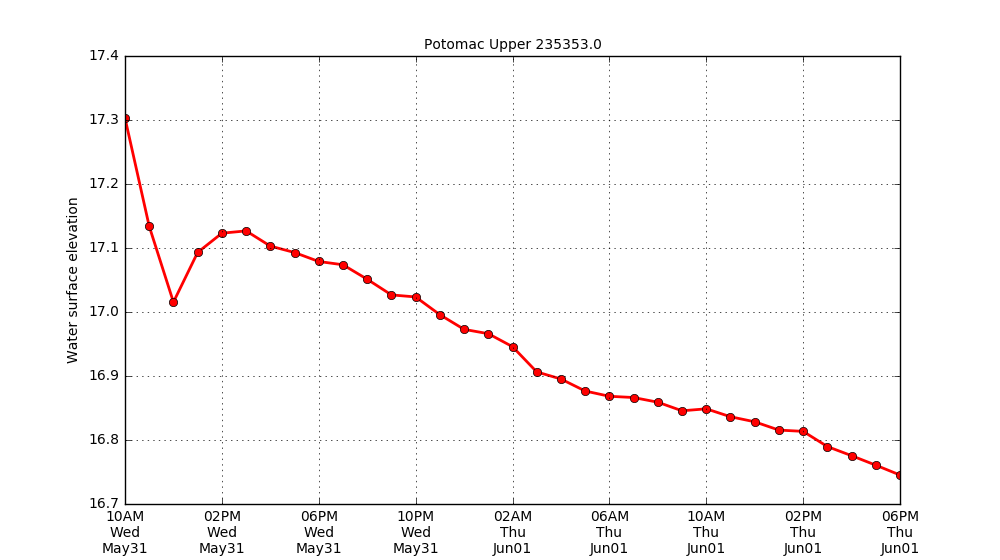 Potomac Upper 235353.0
17.4
17.3
17.2
17.1
17.0
16.9
16.8
16.7
Water surface elevation
10AM 02PM 06PM 10PM 02AM 06AM 10AM 02PM 06PM
Wed Wed Wed Wed Thu Thu Thu Thu Thu
May31 May31 May31 May31 Jun01 Jun01 Jun01 Jun01 Jun01